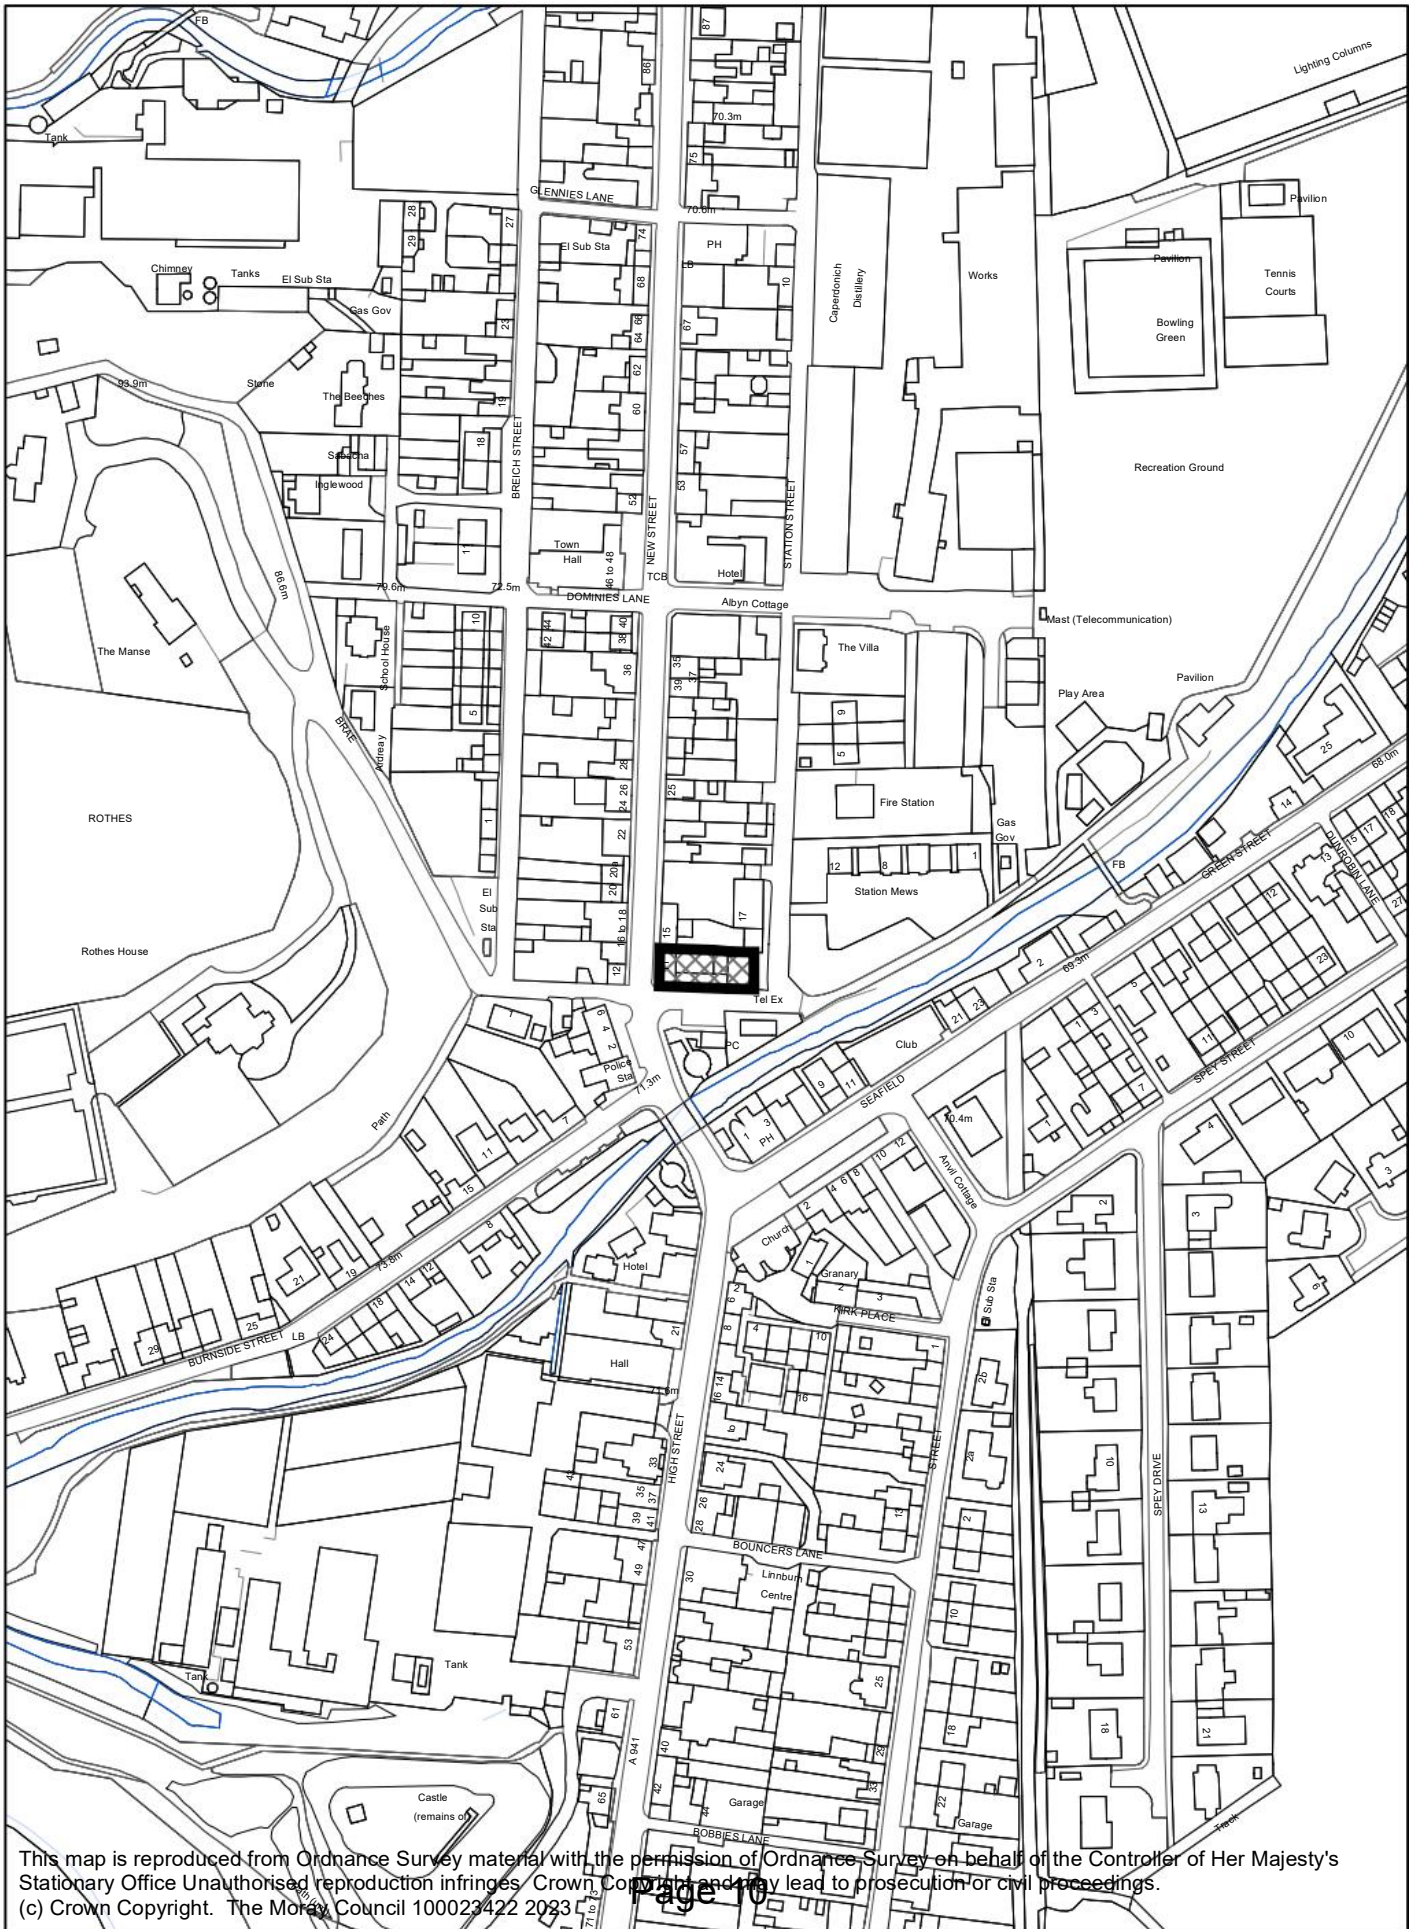 FB
87
86
Lighting Columns
70.3m
Tank
75
GLENNIES LANE
70.6m
Pavilion
28
29
27
El Sub Sta
74
PH
LB
Pavilion
Chimney
Tanks
El Sub Sta
68
10
Caperdonich
Distillery
Works
Tennis
Courts
Gas Gov
23
66
64
67
Bowling
Green
93.9m
Stone
The Beeches
62
19
60
18
BREICH STREET
57
Sabacha
Inglewood
53
52
STATION STREET
Recreation Ground
NEW STREET
11
Town
Hall
46 to 48
TCB
Hotel
86.6m
79.6m
72.5m
DOMINIES LANE
Albyn Cottage
Mast (Telecommunication)
10
44
42
40
38
The Manse
School House
The Villa
36
35
37
39
Pavilion
Play Area
5
9
5
BRAE
Ardreay
28
25
68.0m
26
24
25
Fire Station
14
ROTHES
1
22
Gas
Gov
18
17
15
13
DUNROBIN LANE
GREEN STREET
12
8
1
FB
20a
20
Station Mews
El
Sub
Sta
17
12
27
16 to 18
15
Rothes House
12
2
69.3m
23
Tel Ex
5
21
23
1
6
4
2
PC
Club
1
3
11
10
SPEY STREET
Police
Sta
71.3m
9
11
SEAFIELD
7
Path
7
1
3
PH
70.4m
1
4
11
10
12
Anvil Cottage
3
15
2
4
6
8
2
3
8
Church
73.8m
21
19
14
12
Hotel
1
Granary
2
3
6
Sub Sta
18
2
6
KIRK PLACE
25
LB
24
29
BURNSIDE STREET
21
8
4
10
1
Hall
71.6m
14
16
16
2b
HIGH STREET
to
STREET
33
24
2a
10
SPEY DRIVE
43
35
37
26
13
13
39
41
28
2
47
BOUNCERS LANE
49
30
Linnburn
Centre
10
53
Tank
Tank
25
61
18
18
21
A 941
40
29
Castle
(remains of)
65
42
44
Garage
33
22
Garage
Track
BOBBIES LANE
This map is reproduced from Ordnance Survey material with the permission of Ordnance Survey on behalf of the Controller of Her Majesty's
Stationary Office Unauthorised reproduction infringes Crown Copyright and may lead to prosecution or civil proceedings.
(c) Crown Copyright. The Moray Council 100023422 2023
Page 10
71 to 73